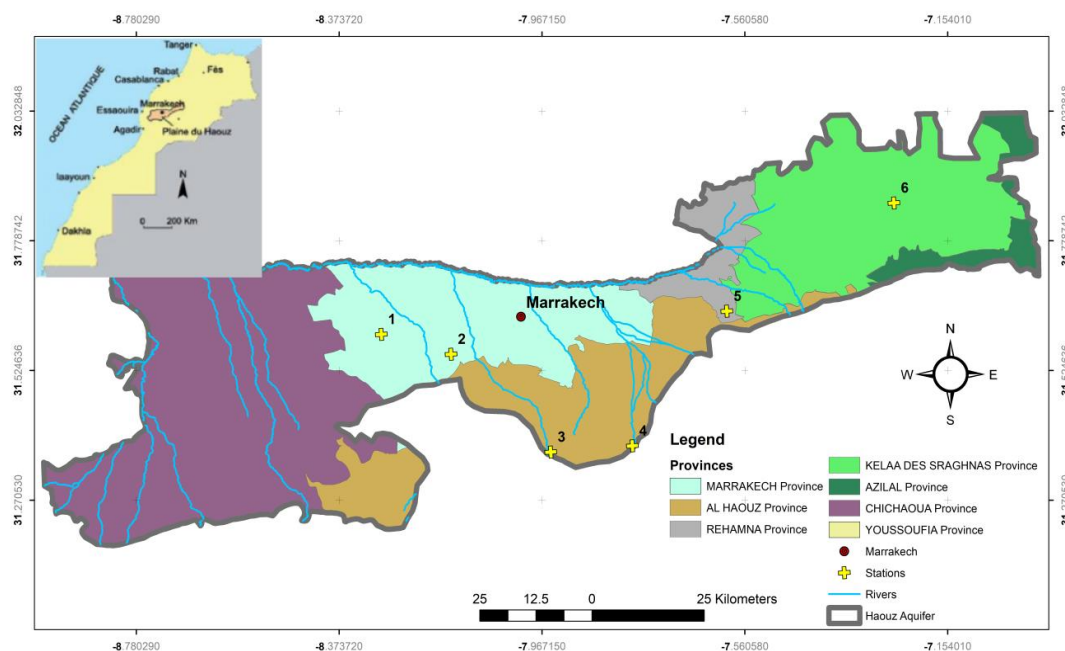 -8.780290 -8.373720 -7.967150 -7.560580 -7.154010
32.032848
31.778742
31.524636
31.270530
Tanger
Rabat
Fès
Casablanca
Marrakech
Essaouira
Agadir
Plaine du Haouz
OCEAN ATLANTIQUE
laayoun
Dakhla
N
0 200 Km
6
5
Marrakech
1
2
3
4
N
W E
S
Legend
Provinces
MARRAKECH Province
AL HAOUZ Province
REHAMNA Province
KELAA DES SRAGHNAS Province
AZILAL Province
CHICHAOUA Province
YOUSSOUFIA Province
Marrakech
Stations
Rivers
Haouz Aquifer
25 12.5 0 25 Kilometers
32.032848
31.778742
31.524636
31.270530
-8.780290 -8.373720 -7.967150 -7.560580 -7.154010